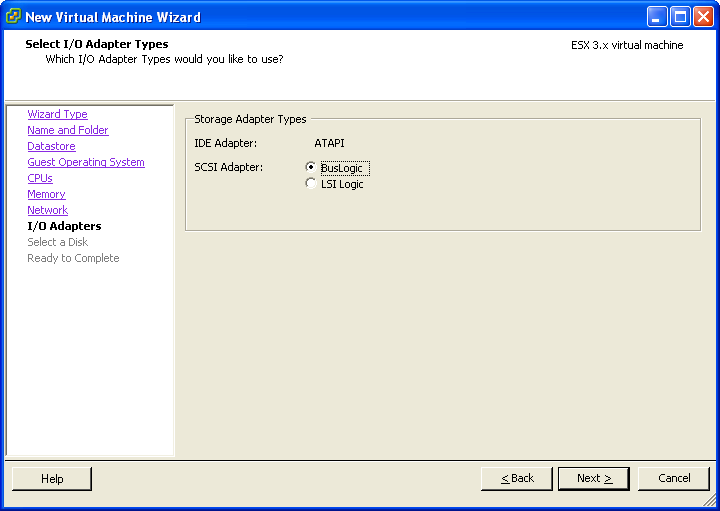 New Virtual Machine Wizard
Select I/O Adapter Types
Which I/O Adapter Types would you like to use?
ESX 3.x virtual machine
Wizard Type
Name and Folder
Datastore
Guest Operating System
CPUs
Memory
Network
I/O Adapters
Select a Disk
Ready to Complete
Storage Adapter Types
IDE Adapter: ATAPI
SCSI Adapter: BusLogic
LSI Logic
Help < Back Next > Cancel